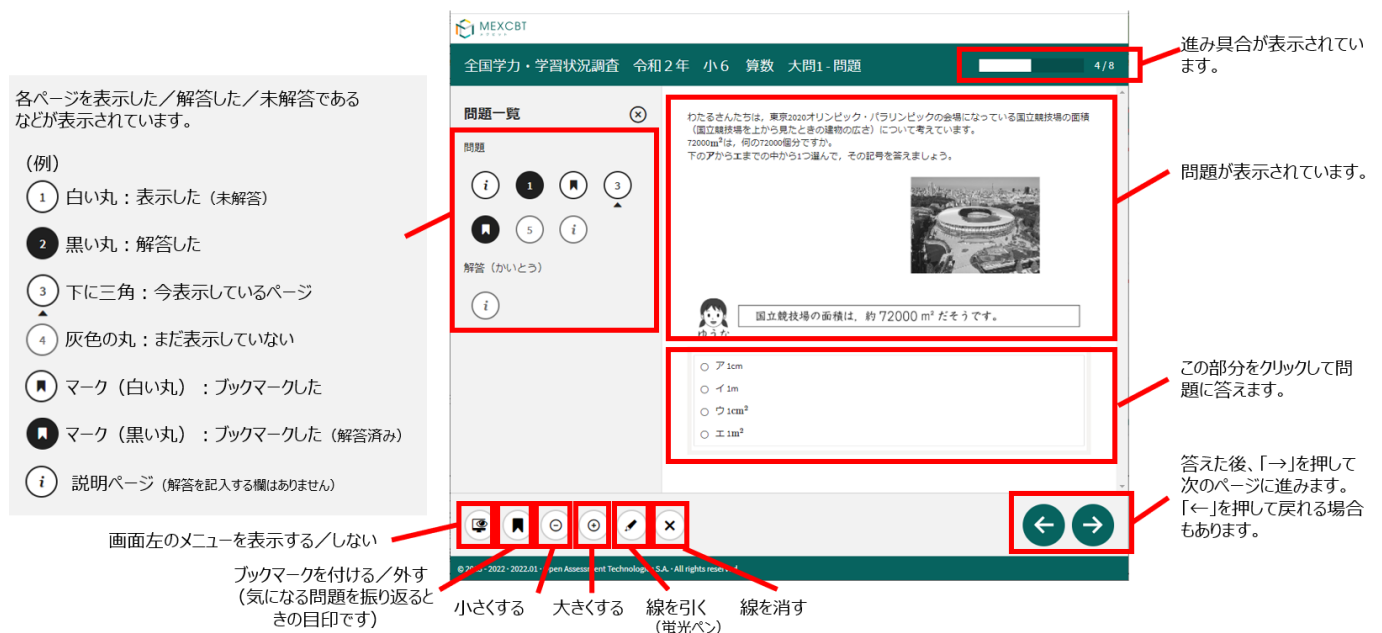 MEXCBT
全国学力・学習状況調査 令和2年 小6 算数 大問1-問題
4/8
進み具合が表示されてい
ます。
各ページを表示した／解答した／未解答である
などが表示されています。
（例）
1 白い丸：表示した（未解答）
2 黒い丸：解答した
3 下に三角：今表示しているページ
4 灰色の丸：まだ表示していない
マーク（白い丸）：ブックマークした
マーク（黒い丸）：ブックマークした（解答済み）
i 説明ページ（解答を記入する欄はありません）
問題一覧
問題
i 1 3
5 i
解答（かいとう）
i
わたるさんたちは，東京2020オリンピック・パラリンピックの会場になっている国立競技場の面積
（国立競技場を上から見たときの建物の広さ）について考えています。
72000m²は，何の72000個分ですか。
下のアからエまでの中から1つ選んで，その記号を答えましょう。
国立競技場の面積は，約 72000 m² だそうです。
ゆうな
問題が表示されています。
ア 1cm
イ 1m
ウ 1cm²
エ 1m²
この部分をクリックして問
題に答えます。
答えた後、「→」を押して
次のページに進みます。
「←」を押して戻れる場合
もあります。
画面左のメニューを表示する／しない
ブックマークを付ける／外す
（気になる問題を振り返ると
きの目印です）
小さくする
大きくする
線を引く
（蛍光ペン）
線を消す
2022 · 2022.01 · Open Assessment Technologies S.A. · All rights reserved